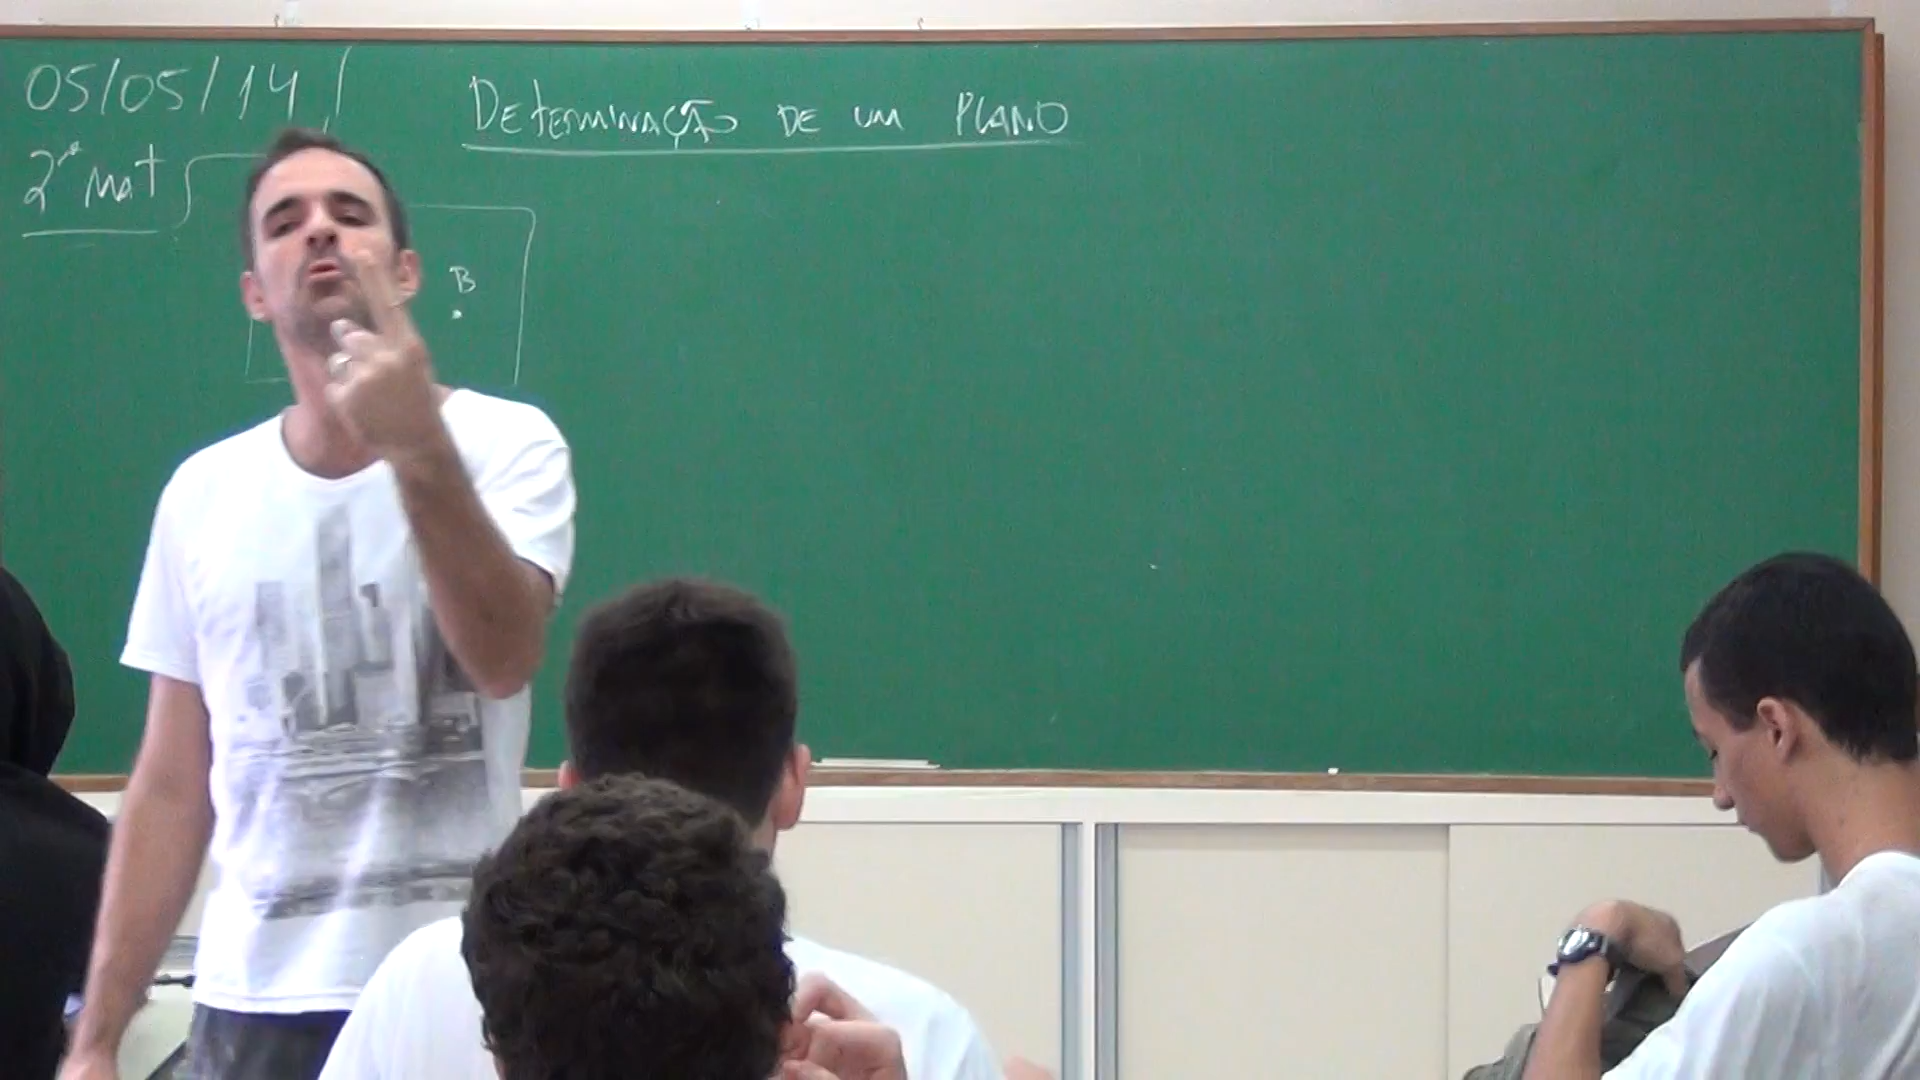 05/05/14
DETERMINAÇÃO DE UM PLANO
2ª MAT
B